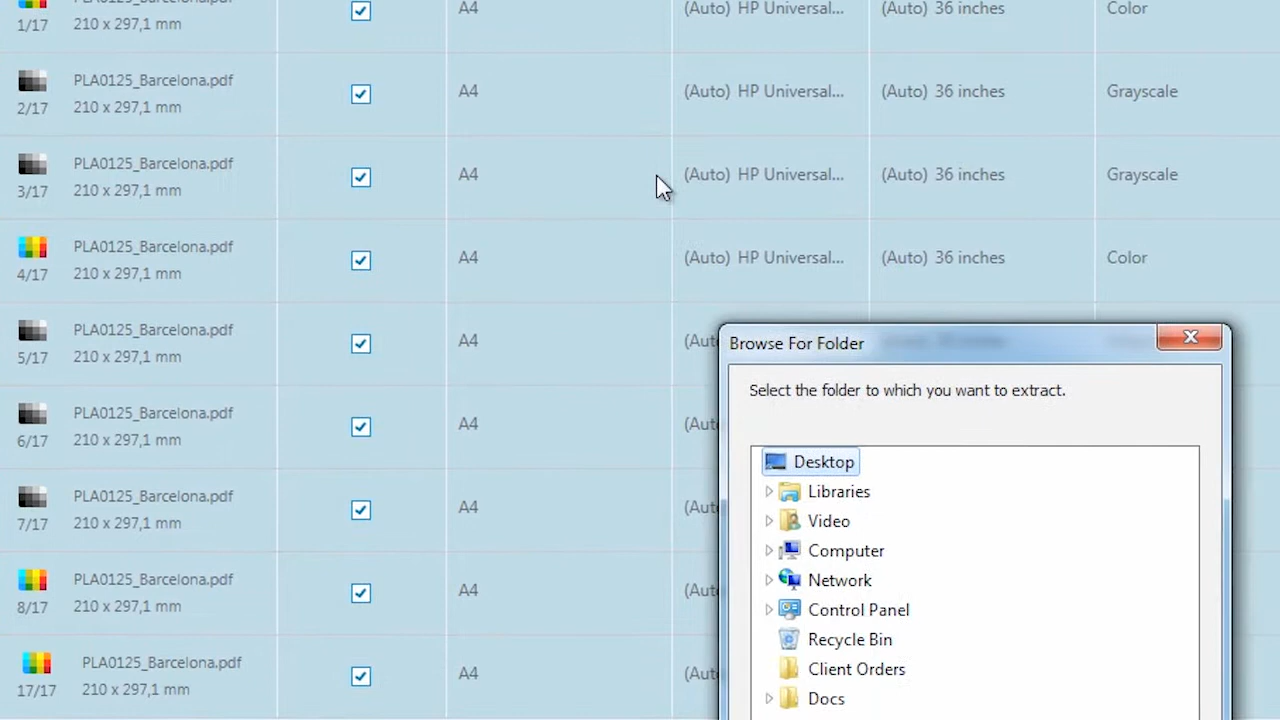 PLA0125_Barcelona.pdf
A4 (Auto) HP Universal... (Auto) 36 inches Color
1/17 210 x 297,1 mm
PLA0125_Barcelona.pdf
A4 (Auto) HP Universal... (Auto) 36 inches Grayscale
2/17 210 x 297,1 mm
PLA0125_Barcelona.pdf
A4 (Auto) HP Universal... (Auto) 36 inches Grayscale
3/17 210 x 297,1 mm
PLA0125_Barcelona.pdf
A4 (Auto) HP Universal... (Auto) 36 inches Color
4/17 210 x 297,1 mm
PLA0125_Barcelona.pdf
A4
5/17 210 x 297,1 mm
PLA0125_Barcelona.pdf
A4
6/17 210 x 297,1 mm
PLA0125_Barcelona.pdf
A4
7/17 210 x 297,1 mm
PLA0125_Barcelona.pdf
A4
8/17 210 x 297,1 mm
PLA0125_Barcelona.pdf
A4
17/17 210 x 297,1 mm
Browse For Folder
Select the folder to which you want to extract.
Desktop
Libraries
Video
Computer
Network
Control Panel
Recycle Bin
Client Orders
Docs